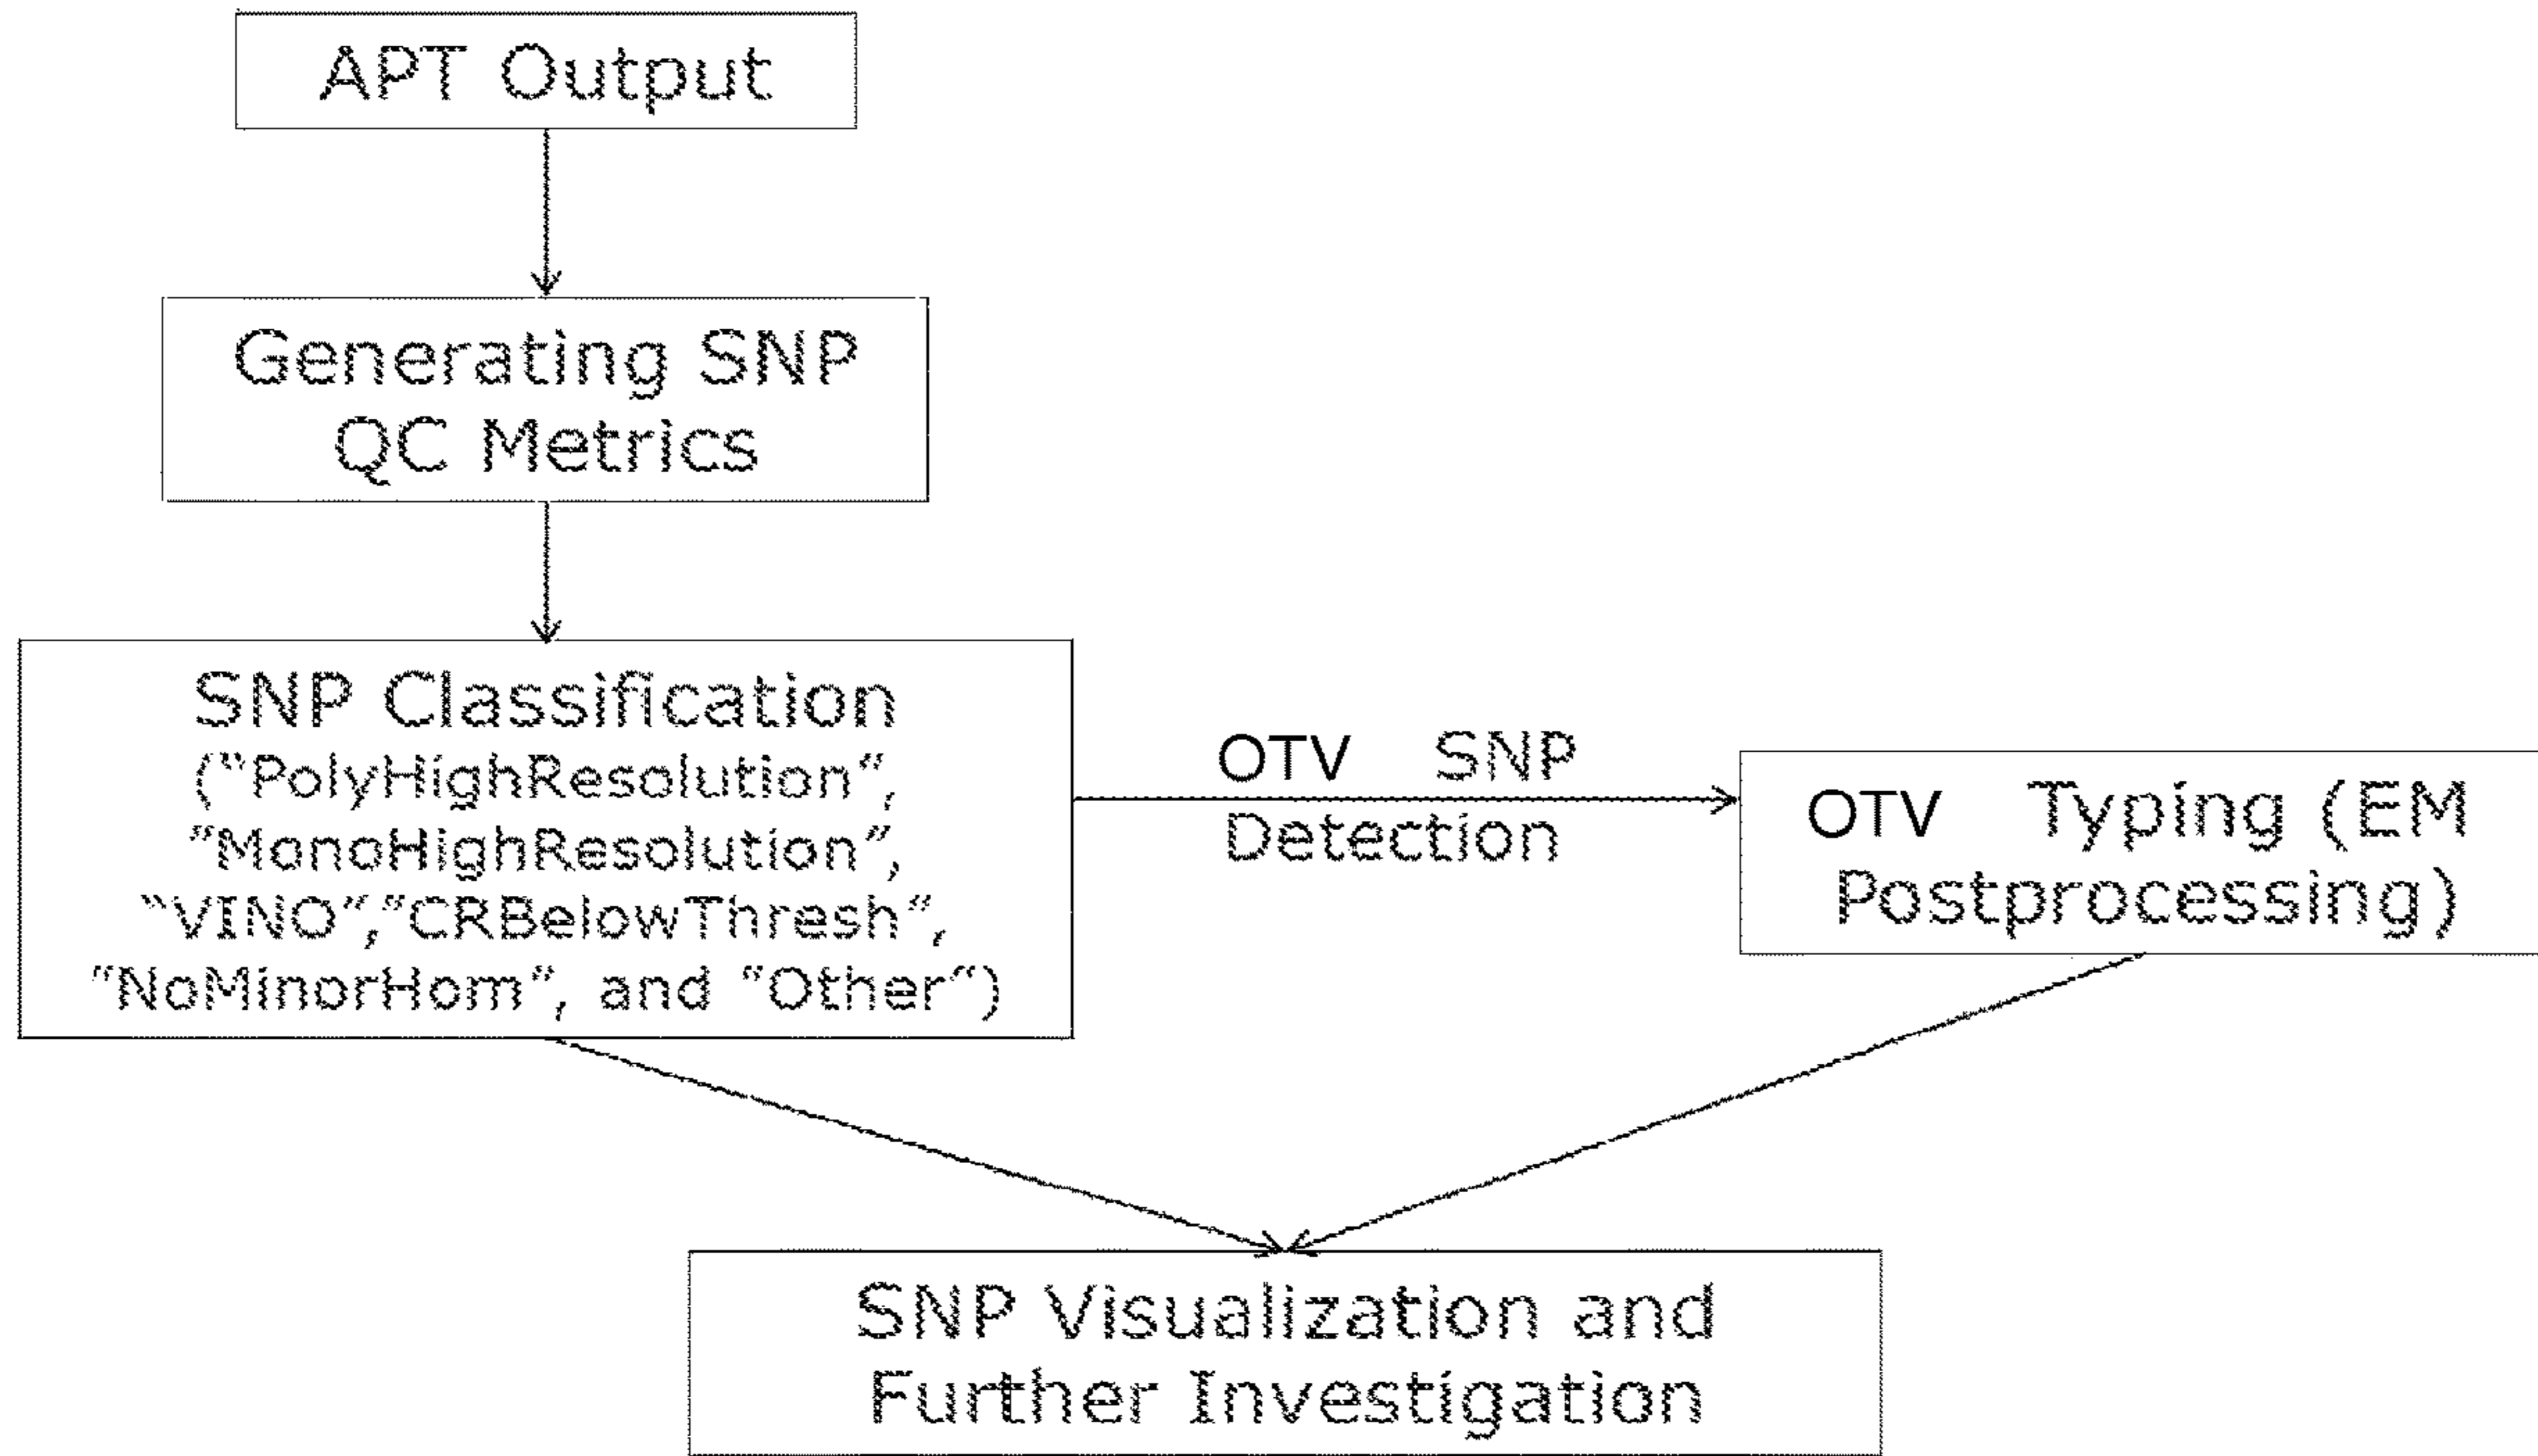 APT Output
Generating SNP
QC Metrics
SNP Classification
(“PolyHighResolution”,
”MonoHighResolution”,
“VINO”,”CRBelowThresh”,
”NoMinorHom”, and “Other”)
OTV SNP
Detection
OTV Typing (EM
Postprocessing)
SNP Visualization and
Further Investigation